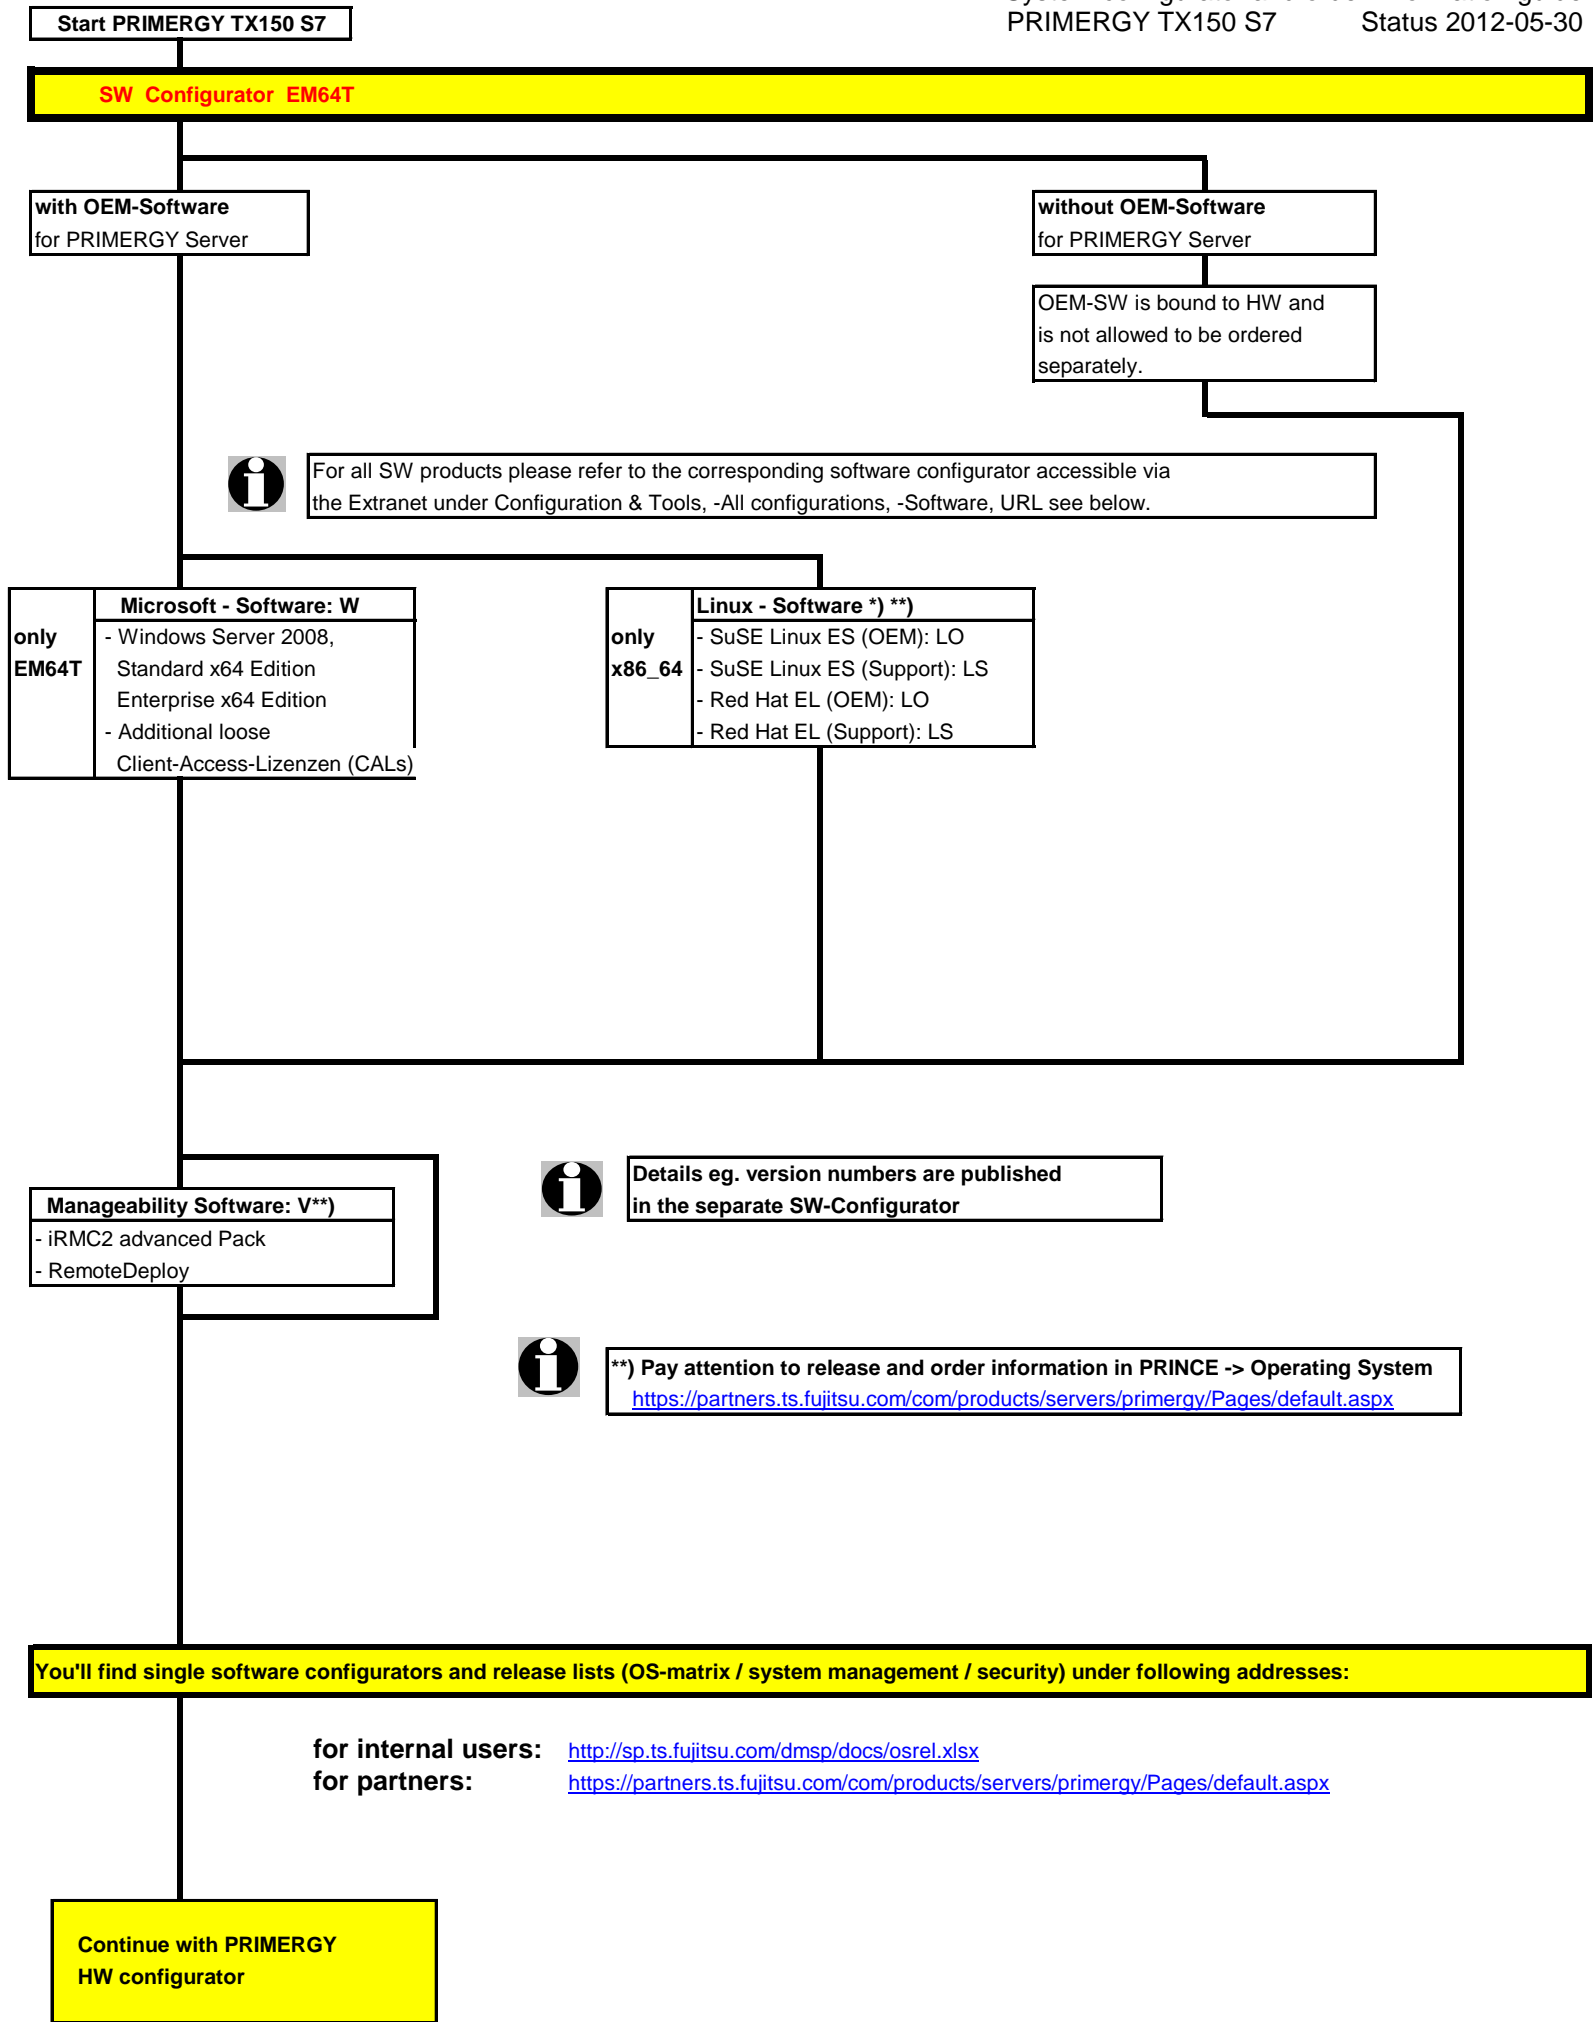 Start PRIMERGY TX150 S7
PRIMERGY TX150 S7 Status 2012-05-30
SW Configurator EM64T
with OEM-Software
for PRIMERGY Server
without OEM-Software
for PRIMERGY Server
OEM-SW is bound to HW and
is not allowed to be ordered
separately.
For all SW products please refer to the corresponding software configurator accessible via
the Extranet under Configuration & Tools, -All configurations, -Software, URL see below.
only
EM64T
Microsoft - Software: W
- Windows Server 2008,
Standard x64 Edition
Enterprise x64 Edition
- Additional loose
Client-Access-Lizenzen (CALs)
only
x86_64
Linux - Software *) **)
- SuSE Linux ES (OEM): LO
- SuSE Linux ES (Support): LS
- Red Hat EL (OEM): LO
- Red Hat EL (Support): LS
Manageability Software: V**)
- iRMC2 advanced Pack
- RemoteDeploy
Details eg. version numbers are published
in the separate SW-Configurator
**) Pay attention to release and order information in PRINCE -> Operating System
https://partners.ts.fujitsu.com/com/products/servers/primergy/Pages/default.aspx
You'll find single software configurators and release lists (OS-matrix / system management / security) under following addresses:
for internal users: http://sp.ts.fujitsu.com/dmsp/docs/osrel.xlsx
for partners: https://partners.ts.fujitsu.com/com/products/servers/primergy/Pages/default.aspx
Continue with PRIMERGY
HW configurator